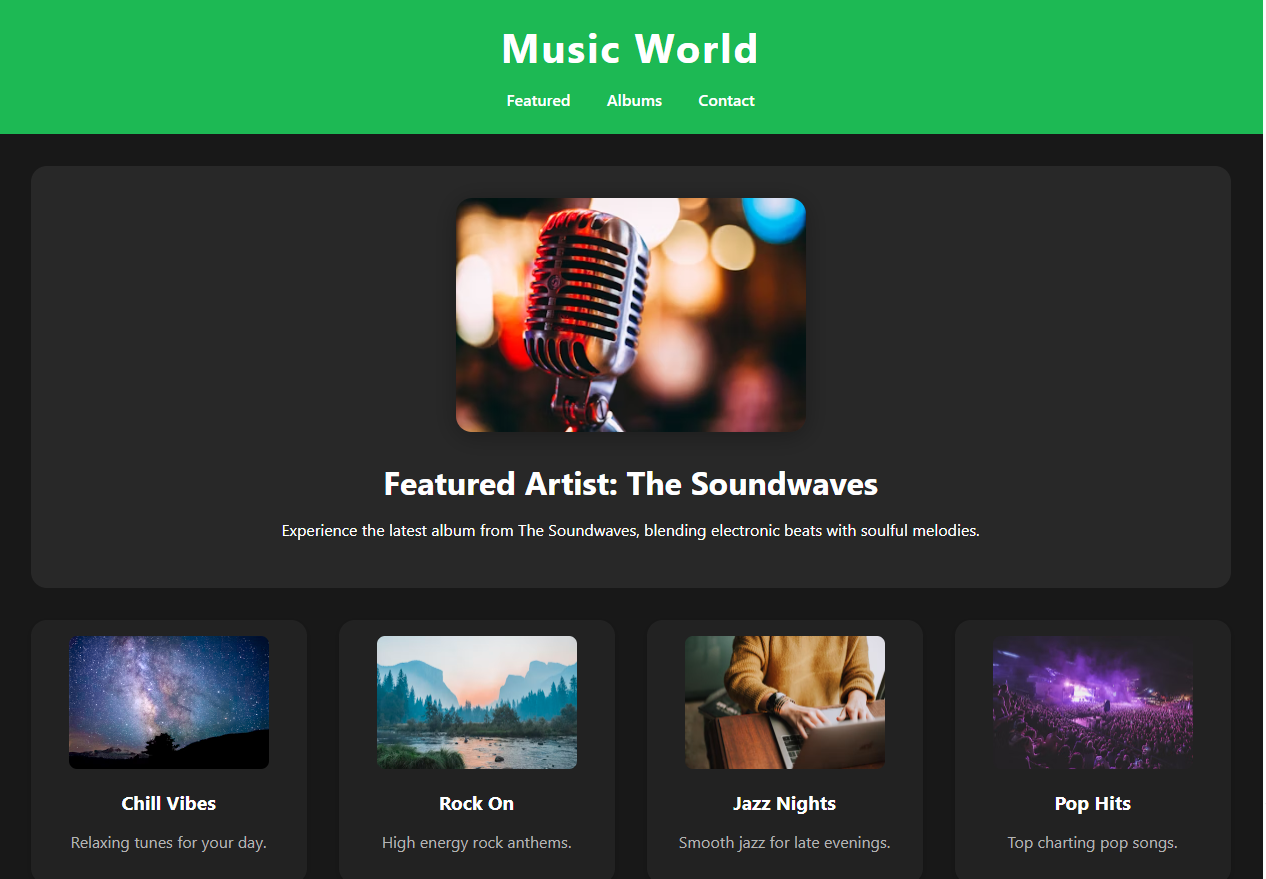 Music World
Featured Albums Contact
Featured Artist: The Soundwaves
Experience the latest album from The Soundwaves, blending electronic beats with soulful melodies.
Chill Vibes
Relaxing tunes for your day.
Rock On
High energy rock anthems.
Jazz Nights
Smooth jazz for late evenings.
Pop Hits
Top charting pop songs.